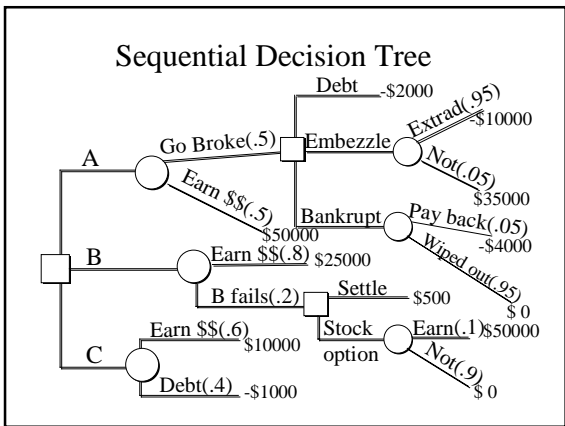 Sequential Decision Tree
Debt
-$2000
Extrad(.95)
-$10000
Go Broke(.5)
Embezzle
A
Not(.05)
$35000
Earn $$(.5)
$50000
Bankrupt
Pay back(.05)
-$4000
B
Earn $$(.8)
$25000
Wiped out(.95)
$ 0
B fails(.2)
Settle
$500
Earn $$(.6)
$10000
Stock
option
Earn(.1)
$50000
C
Not(.9)
$ 0
Debt(.4)
-$1000